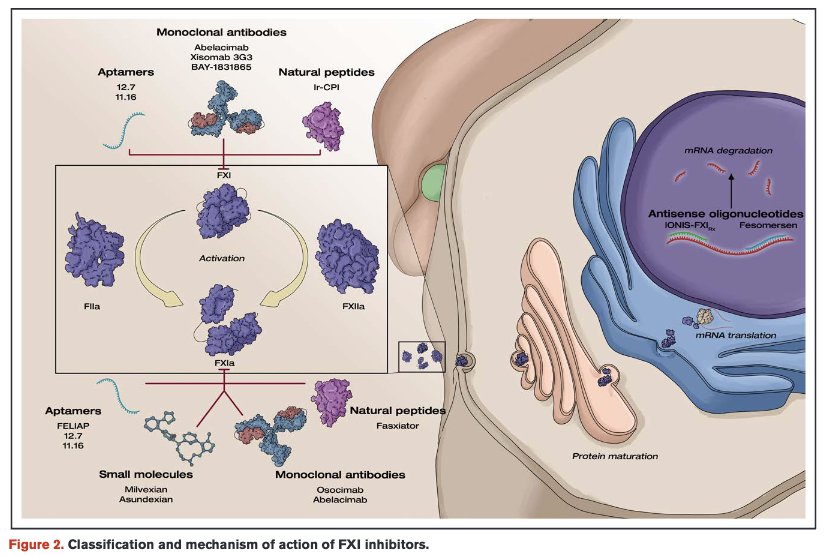 Monoclonal antibodies
Abelacimab
Xisomab 3G3
BAY-1831865
Aptamers
12.7
11.16
Natural peptides
Ir-CPI
FXI
Activation
FIIa
FXIIa
FXIa
Aptamers
FELIAP
12.7
11.16
Natural peptides
Fasxiator
Small molecules
Milvexian
Asundexian
Monoclonal antibodies
Osocimab
Abelacimab
mRNA degradation
Antisense oligonucleotides
IONIS-FXIRx Fesomersen
mRNA translation
Protein maturation
Figure 2. Classification and mechanism of action of FXI inhibitors.